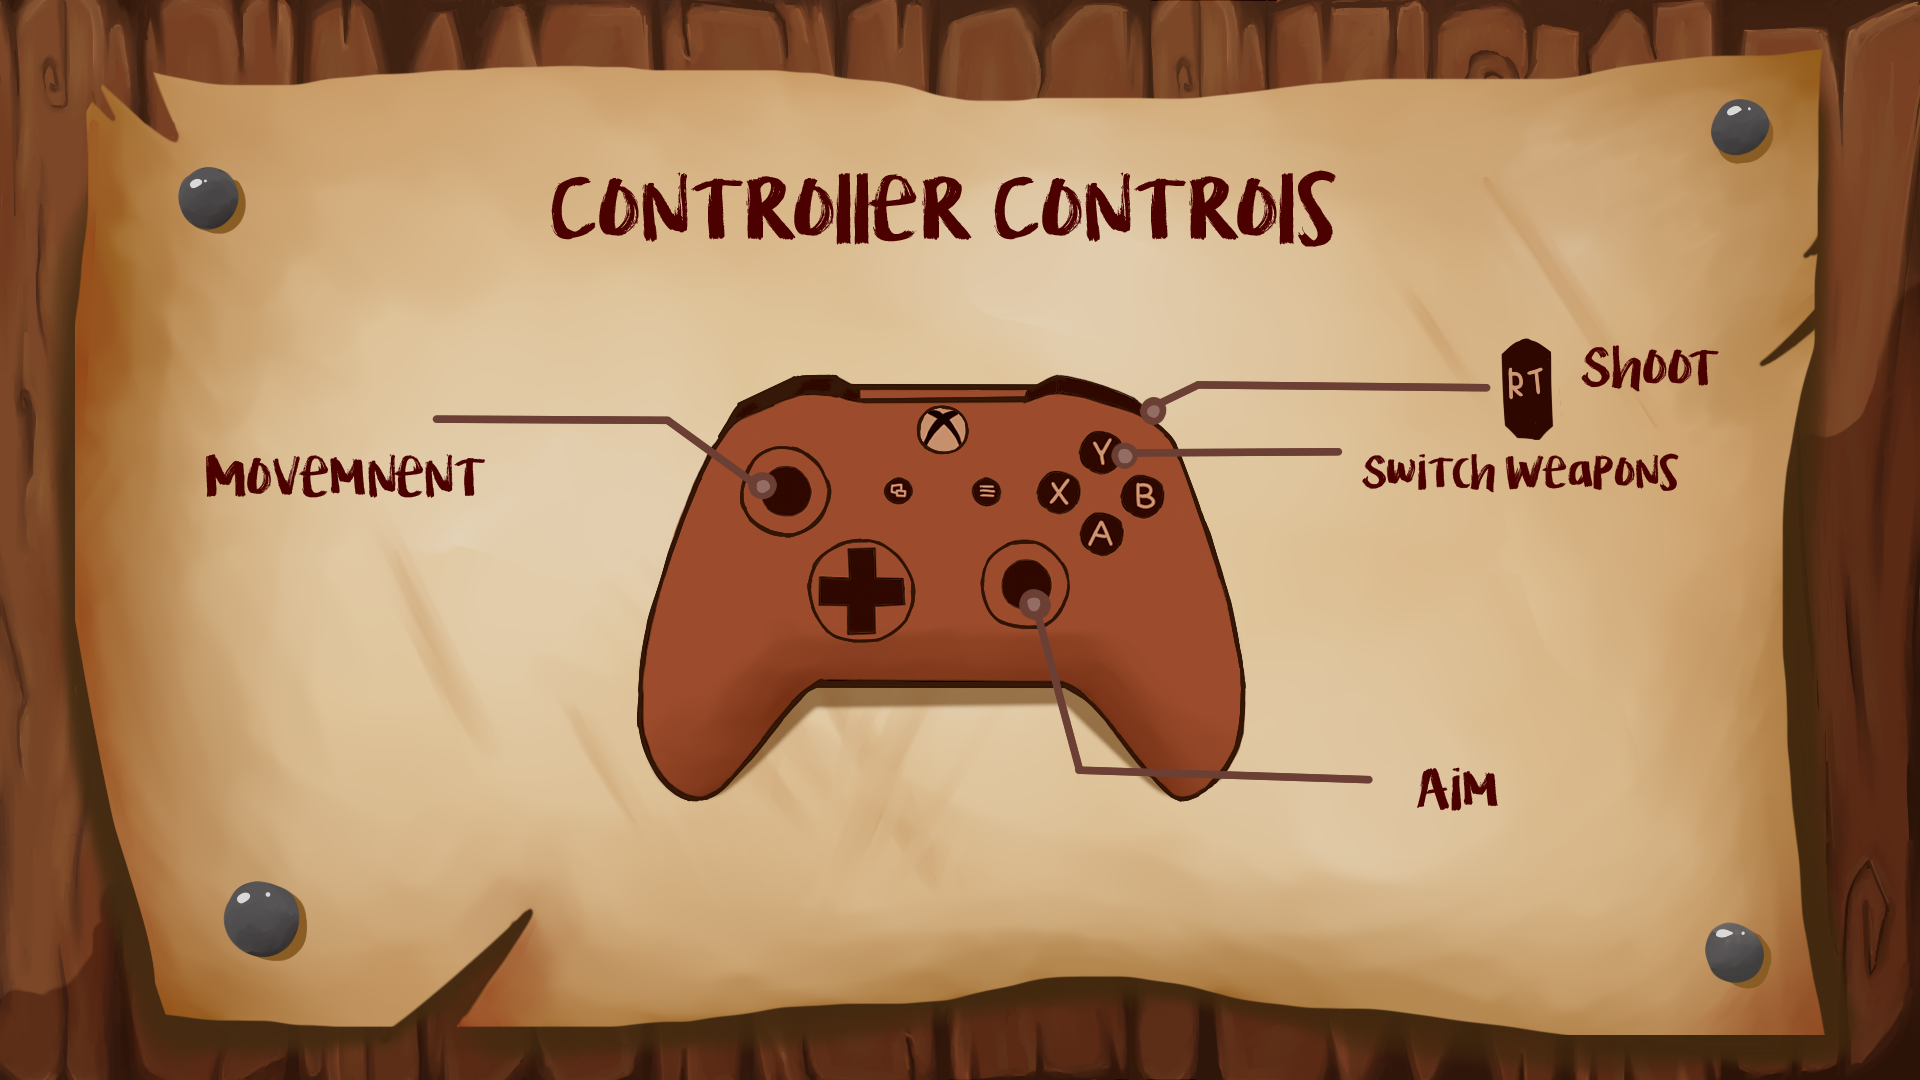 CONTROllER CONTROlS
RT SHOOT
MOVEMNENT
SWITCH WEAPONS
Y
X B
A
AIM